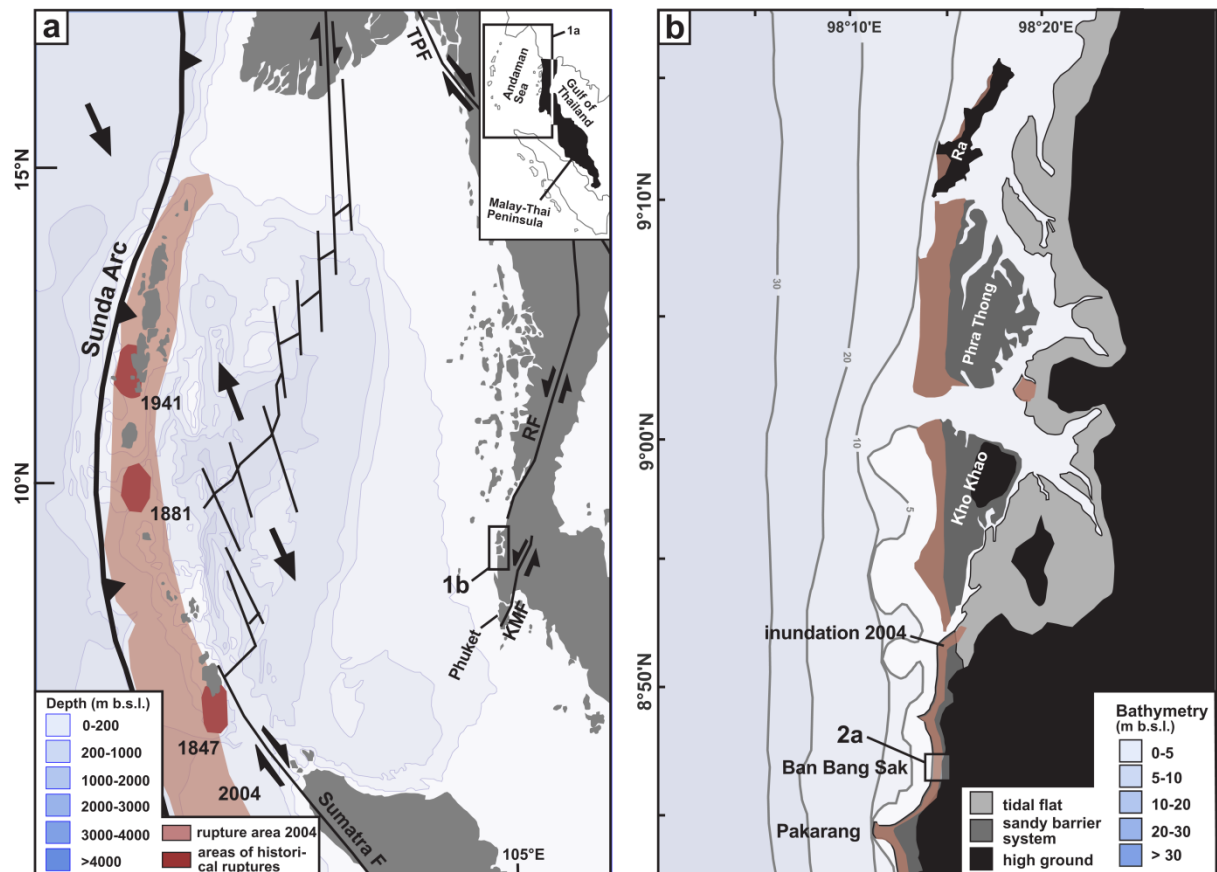 a
TPF
1a
Andaman
Sea
Gulf of
Thailand
Malay-Thai
Peninsula
15°N
Sunda Arc
1941
10°N
1881
RF
1b
KMF
Phuket
1847
2004
Sumatra F
105°E
Depth (m b.s.l.)
0-200
200-1000
1000-2000
2000-3000
3000-4000
>4000
rupture area 2004
areas of histori-
cal ruptures
b
98°10'E
98°20'E
Ra
9°10'N
30
20
Phra Thong
10
9°00'N
5
Kho Khao
inundation 2004
8°50'N
2a
Ban Bang Sak
Pakarang
tidal flat
sandy barrier
system
high ground
Bathymetry
(m b.s.l.)
0-5
5-10
10-20
20-30
> 30